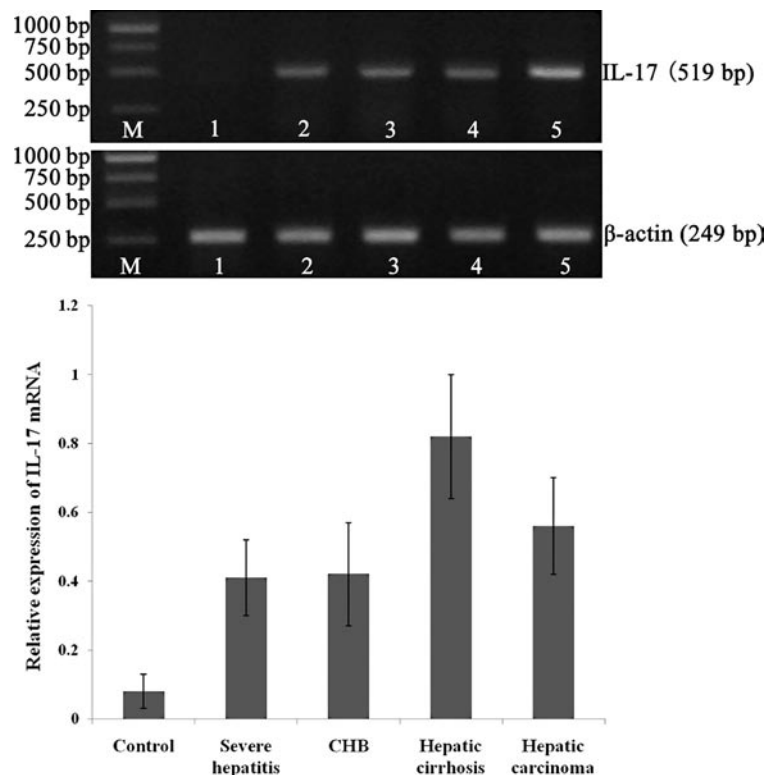 1000 bp
750 bp
500 bp
250 bp
IL-17 (519 bp)
M 1 2 3 4 5
1000 bp
750 bp
500 bp
250 bp
β-actin (249 bp)
M 1 2 3 4 5
Relative expression of IL-17 mRNA
1.2
1
0.8
0.6
0.4
0.2
0
Control
Severe
hepatitis
CHB
Hepatic
cirrhosis
Hepatic
carcinoma